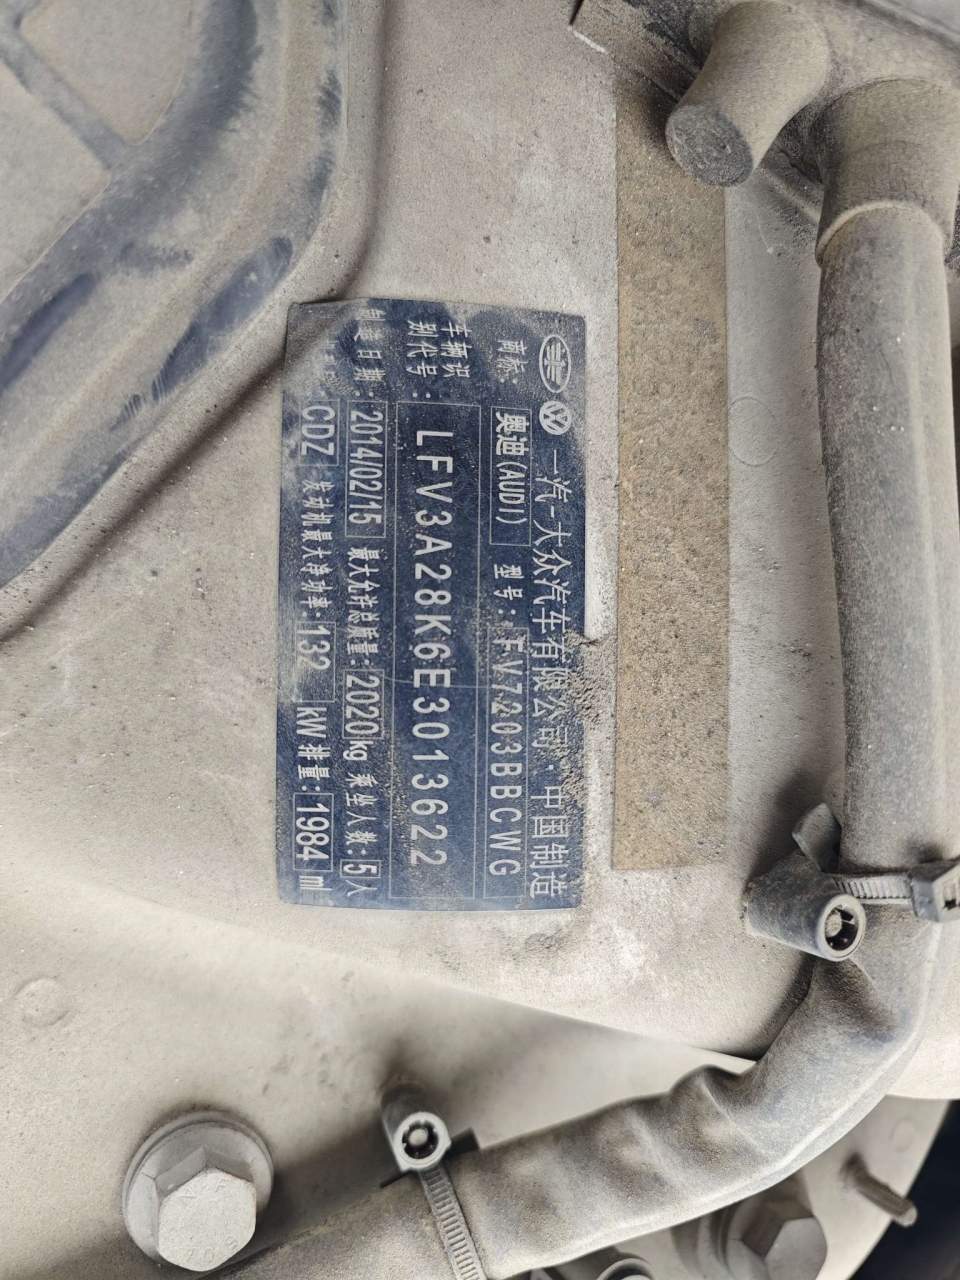 一汽-大众汽车有限公司·中国制造
商标: 奥迪(AUDI) 型号: FV7203BBCWG
车辆识别代号: LFV3A28K6E3013622
制造日期: 2014/02/15 最大允许总质量: 2020kg 乘坐人数: 5人
CDZ 发动机最大净功率: 132 kW 排量: 1984 ml